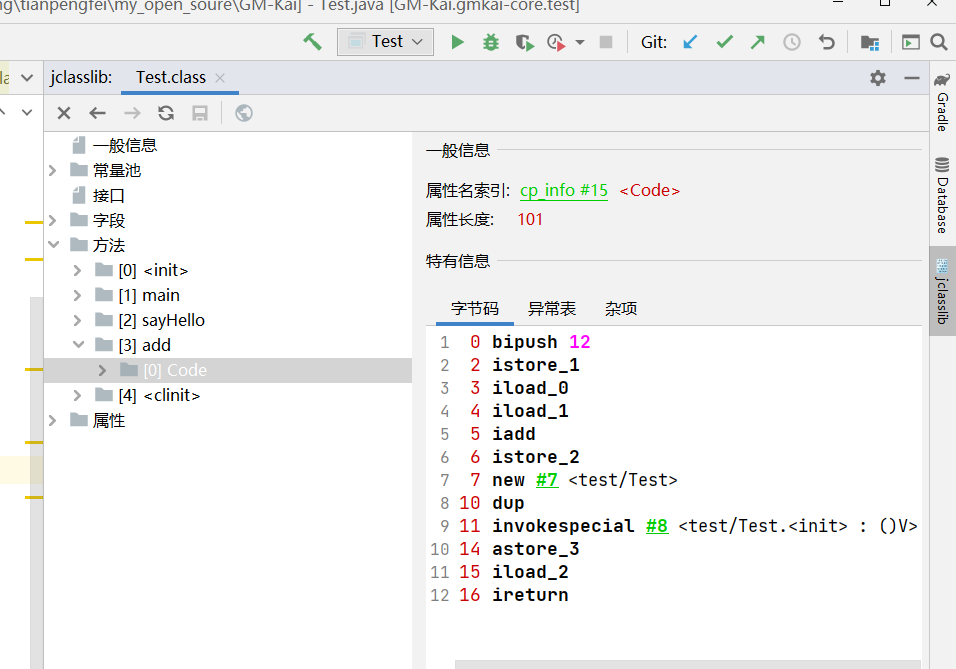 ng\tianpengfei\my_open_soure\GM-Kai] - Test.java [GM-Kai.gmkai-core.test]
Test
Git:
la
jclasslib:
Test.class
一般信息
常量池
接口
字段
方法
[0] <init>
[1] main
[2] sayHello
[3] add
[0] Code
[4] <clinit>
属性
一般信息
属性名索引: cp_info #15 <Code>
属性长度: 101
特有信息
字节码 异常表 杂项
1 0 bipush 12
2 2 istore_1
3 3 iload_0
4 4 iload_1
5 5 iadd
6 6 istore_2
7 7 new #7 <test/Test>
8 10 dup
9 11 invokespecial #8 <test/Test.<init> : ()V>
10 14 astore_3
11 15 iload_2
12 16 ireturn
Gradle
Database
jclasslib